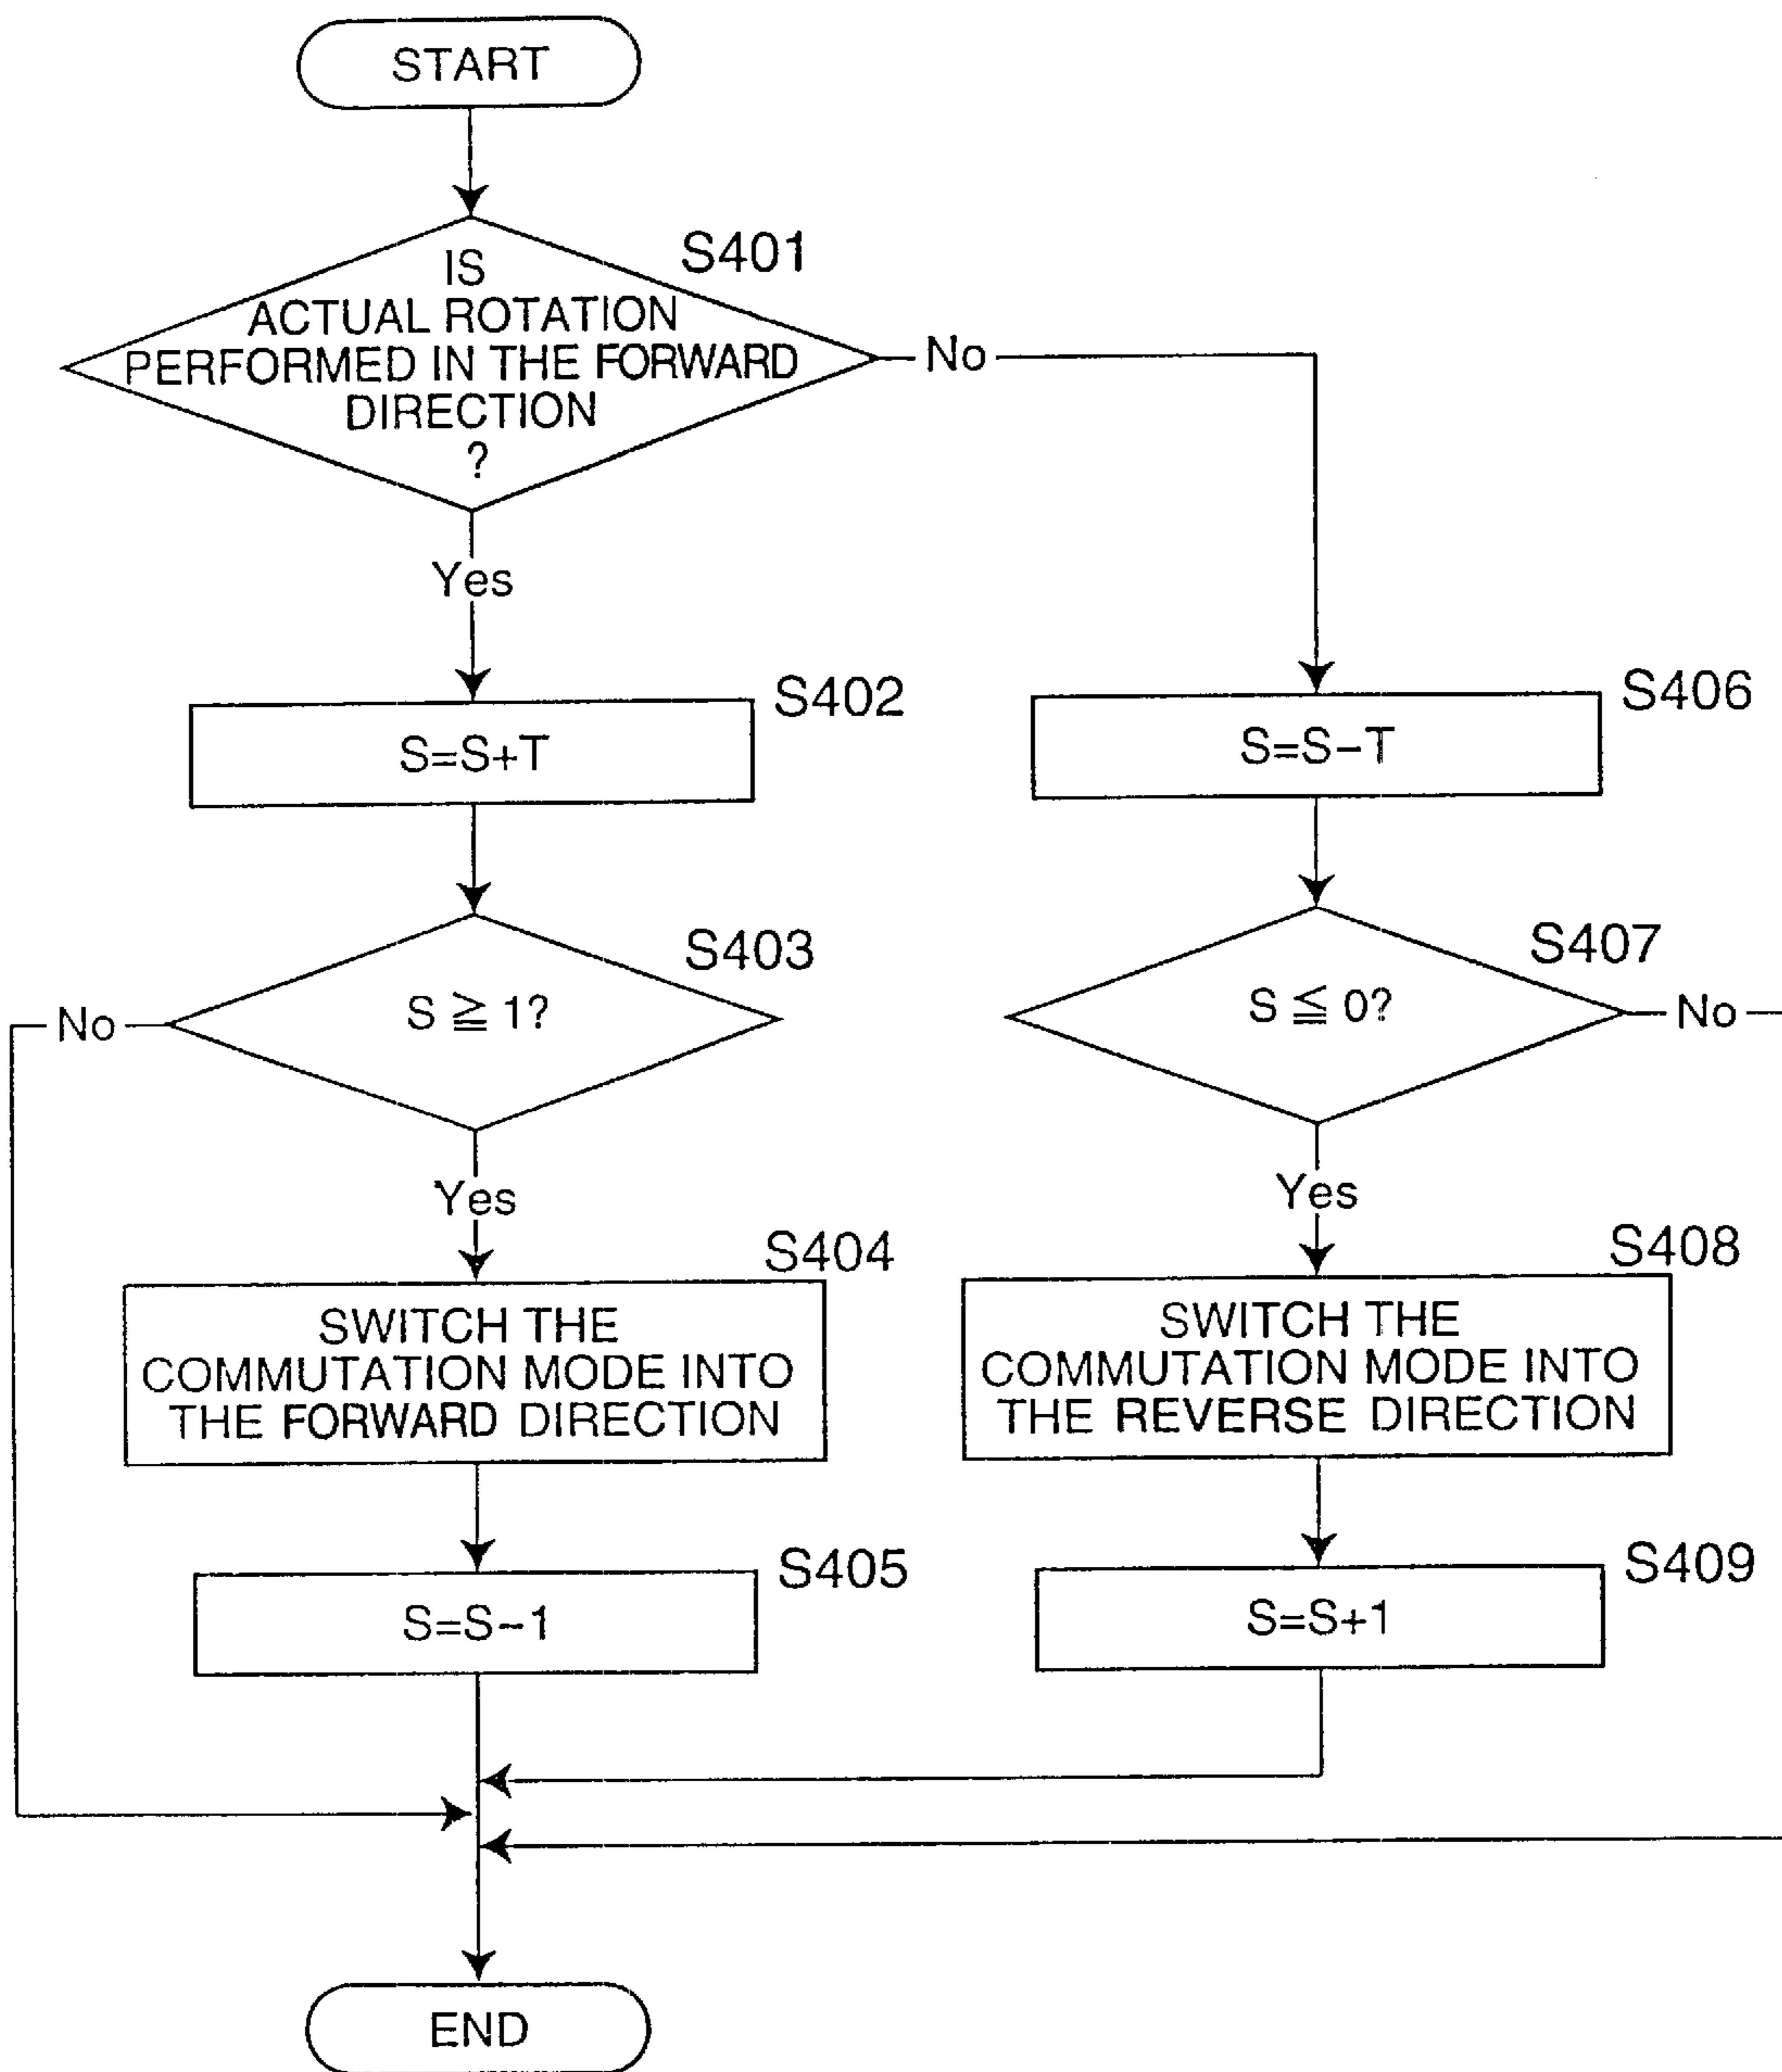 START
S401
IS
ACTUAL ROTATION
PERFORMED IN THE FORWARD
DIRECTION
?
No
Yes
S402
S=S+T
S403
S ≧ 1?
No
Yes
S404
SWITCH THE
COMMUTATION MODE INTO
THE FORWARD DIRECTION
S405
S=S−1
S406
S=S−T
S407
S ≦ 0?
No
Yes
S408
SWITCH THE
COMMUTATION MODE INTO
THE REVERSE DIRECTION
S409
S=S+1
END